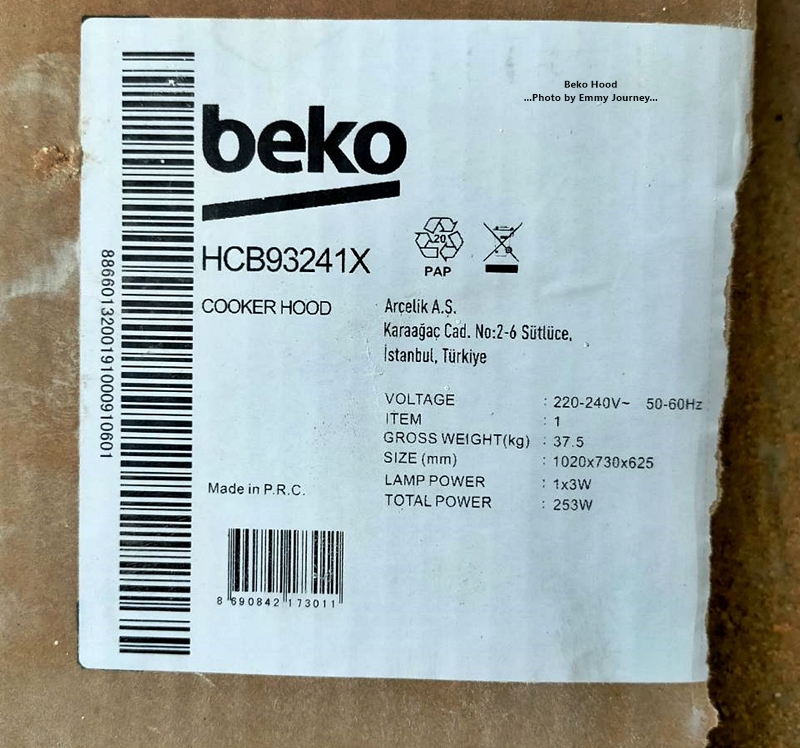 Beko Hood
...Photo by Emmy Journey...
beko
HCB93241X
20
PAP
COOKER HOOD
Arçelik A.Ş.
Karaağaç Cad. No:2-6 Sütlüce,
İstanbul, Türkiye
VOLTAGE : 220-240V~ 50-60Hz
ITEM : 1
GROSS WEIGHT(kg) : 37.5
SIZE (mm) : 1020x730x625
LAMP POWER : 1x3W
TOTAL POWER : 253W
Made in P.R.C.
8 690842 173011
8866013200191000910601